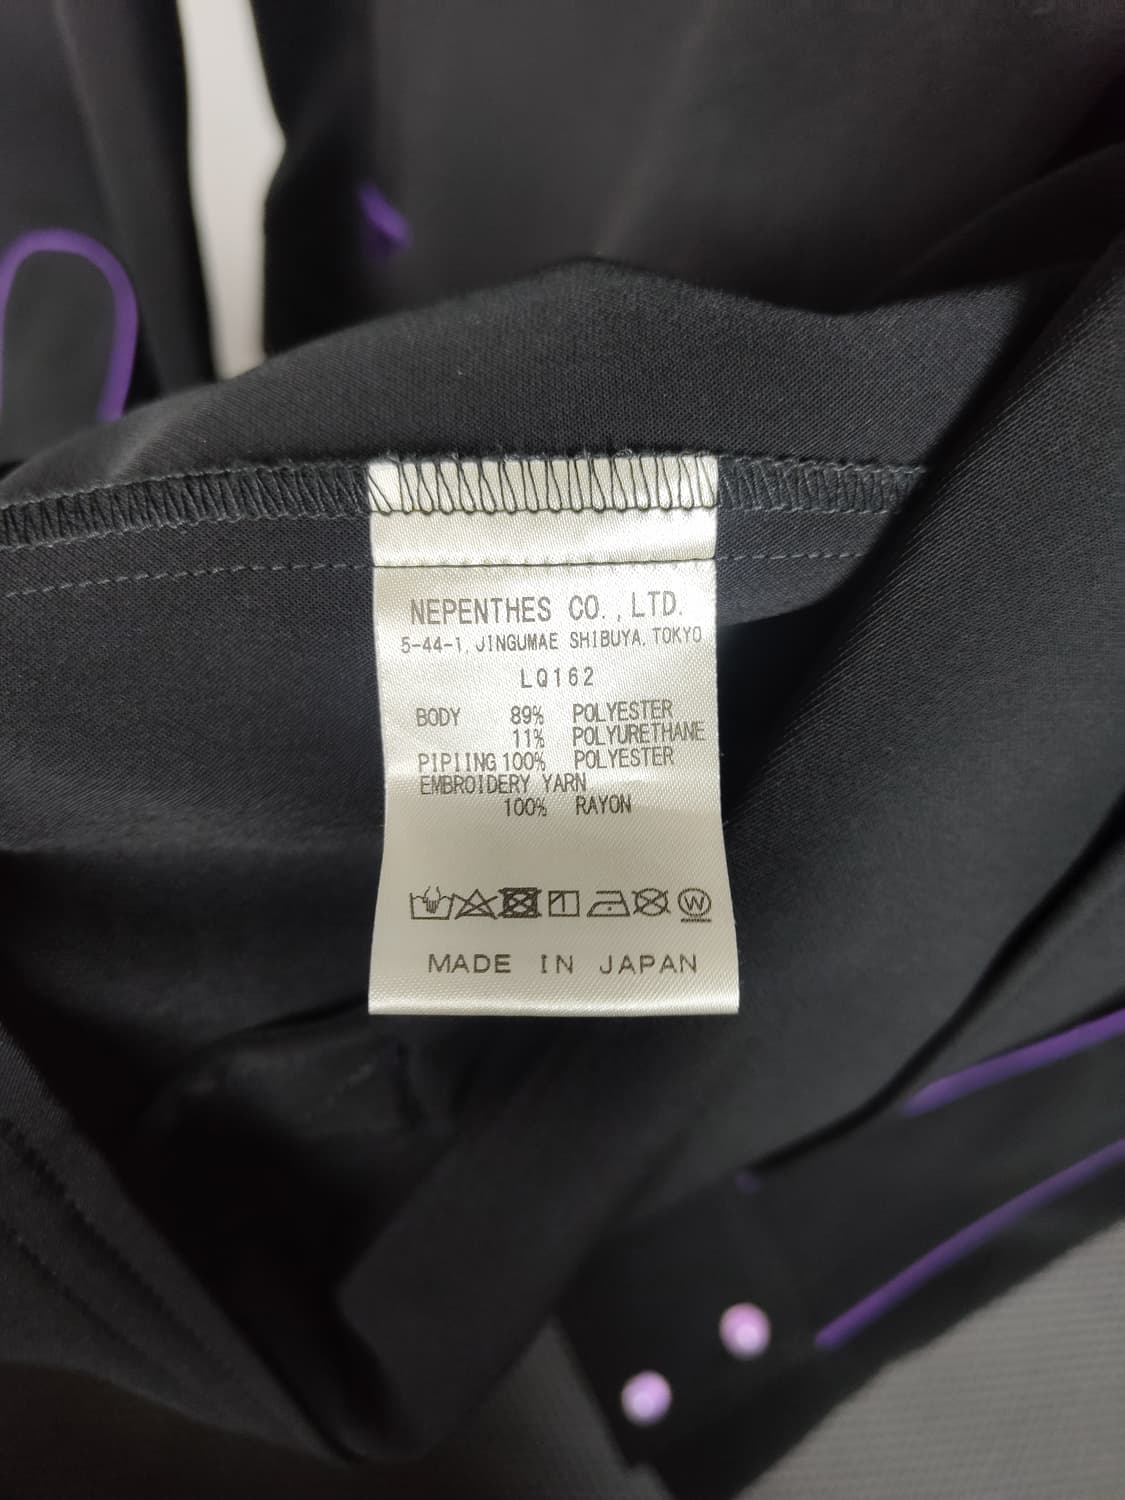 NEPENTHES CO.,LTD.
5-44-1, JINGUMAE SHIBUYA, TOKYO
LQ162
BODY 89% POLYESTER
11% POLYURETHANE
PIPIING 100% POLYESTER
EMBROIDERY YARN
100% RAYON
W
MADE IN JAPAN